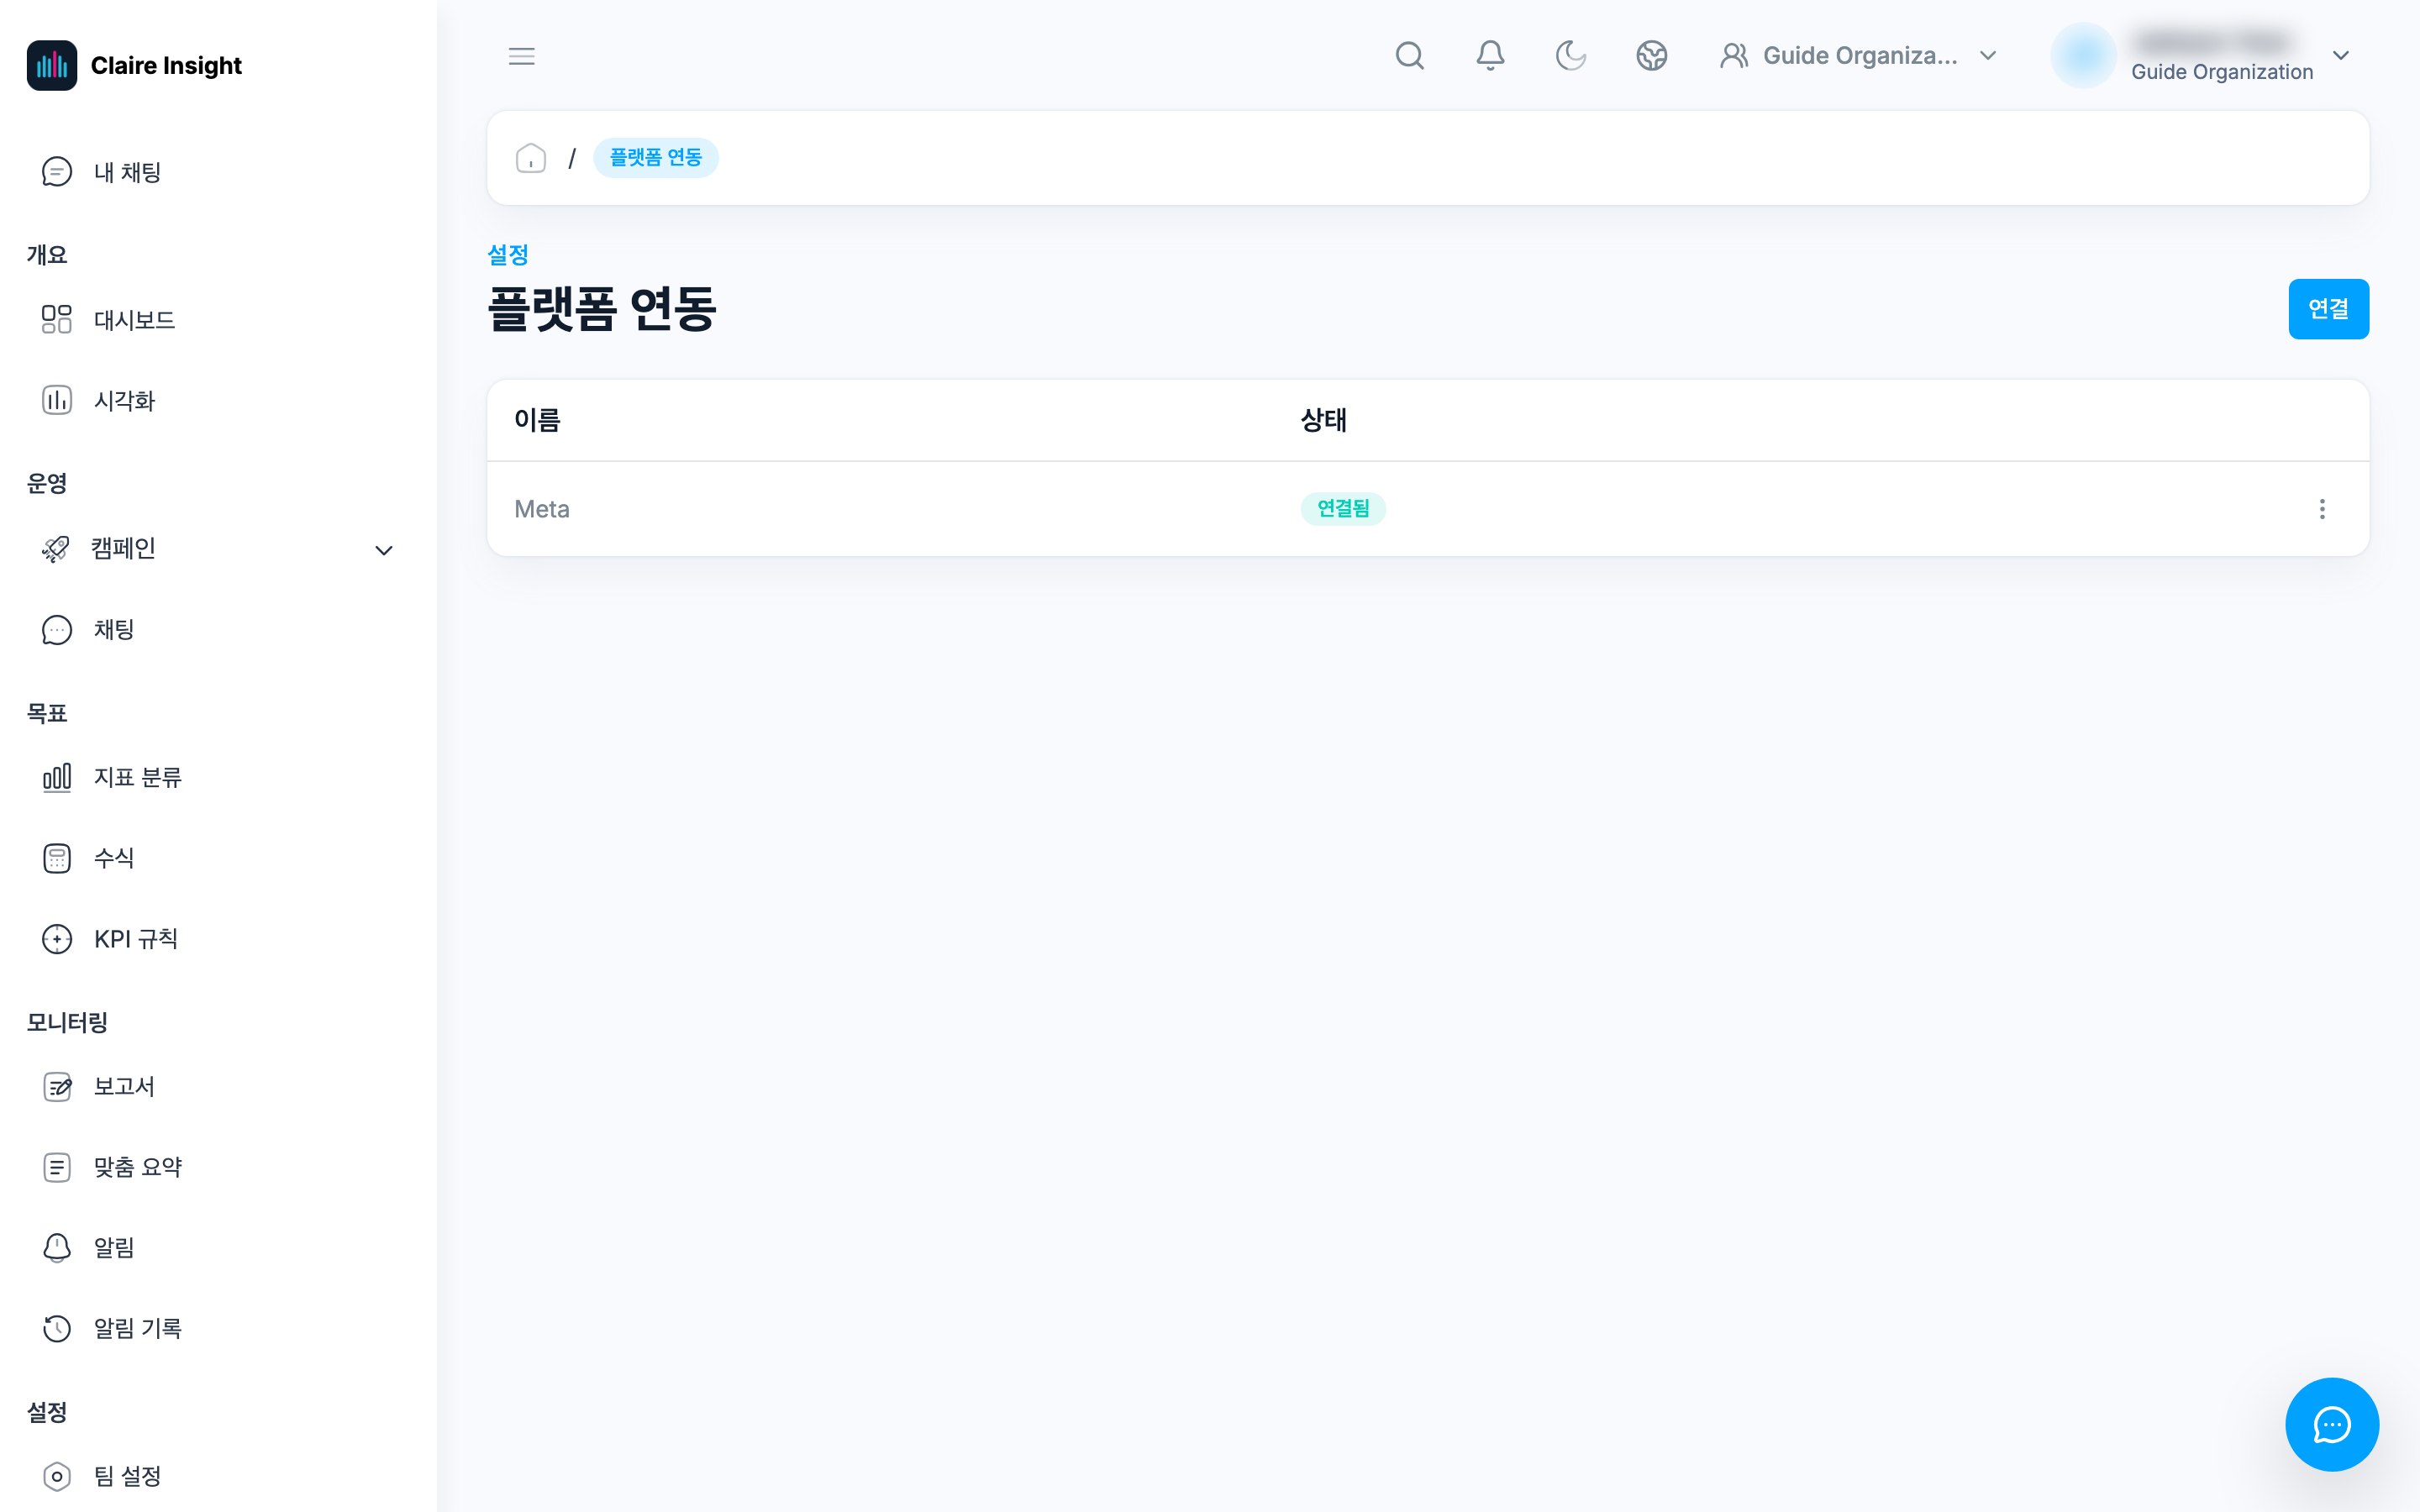 Claire Insight
내 채팅
개요
대시보드
시각화
운영
캠페인
채팅
목표
지표 분류
수식
KPI 규칙
모니터링
보고서
맞춤 요약
알림
알림 기록
설정
팀 설정
Guide Organiza...
Guide Organization
/ 플랫폼 연동
설정
플랫폼 연동
연결
이름 상태
Meta 연결됨